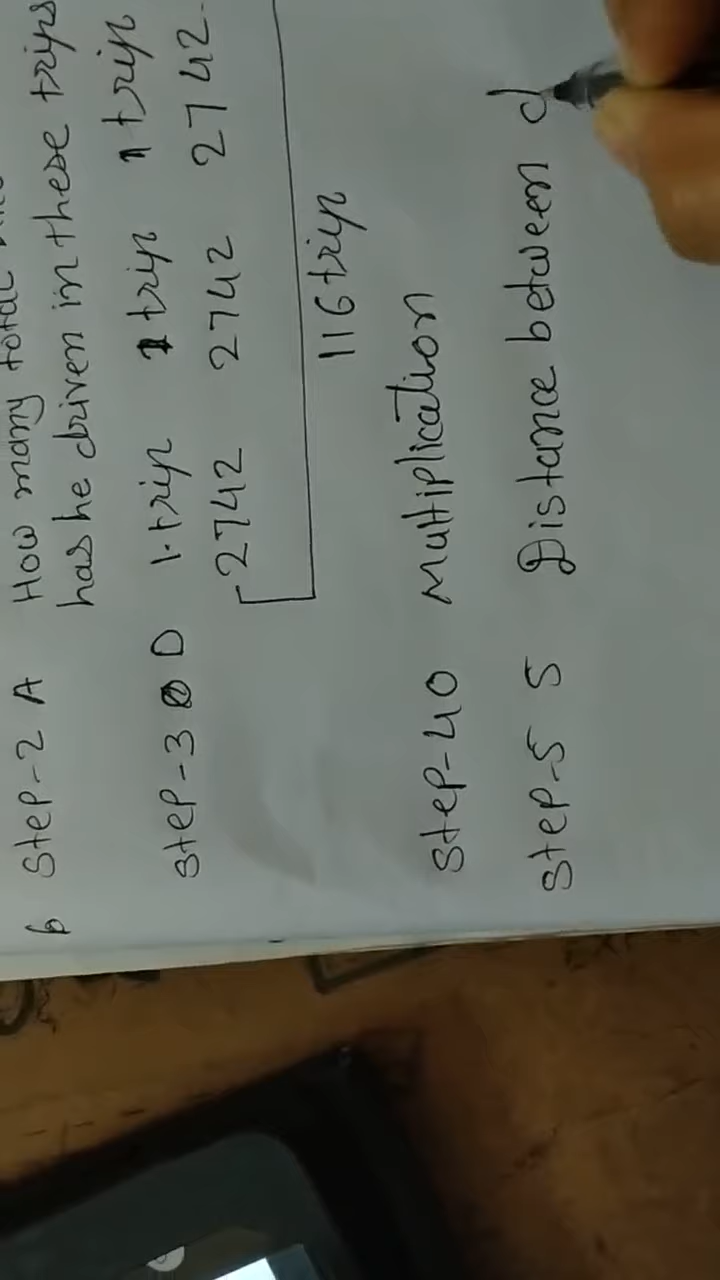 b Step-2 A How many total
has he driven in these trips
Step-3 D 1 trip 1 trip 1 trip
2742 2742 2742
116 trip
Step-4 O Multiplication
Step-5 S Distance between d